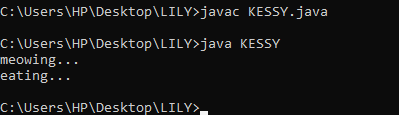 C:\Users\HP\Desktop\LILY>javac KESSY.java
C:\Users\HP\Desktop\LILY>java KESSY
meowing...
eating...
C:\Users\HP\Desktop\LILY>